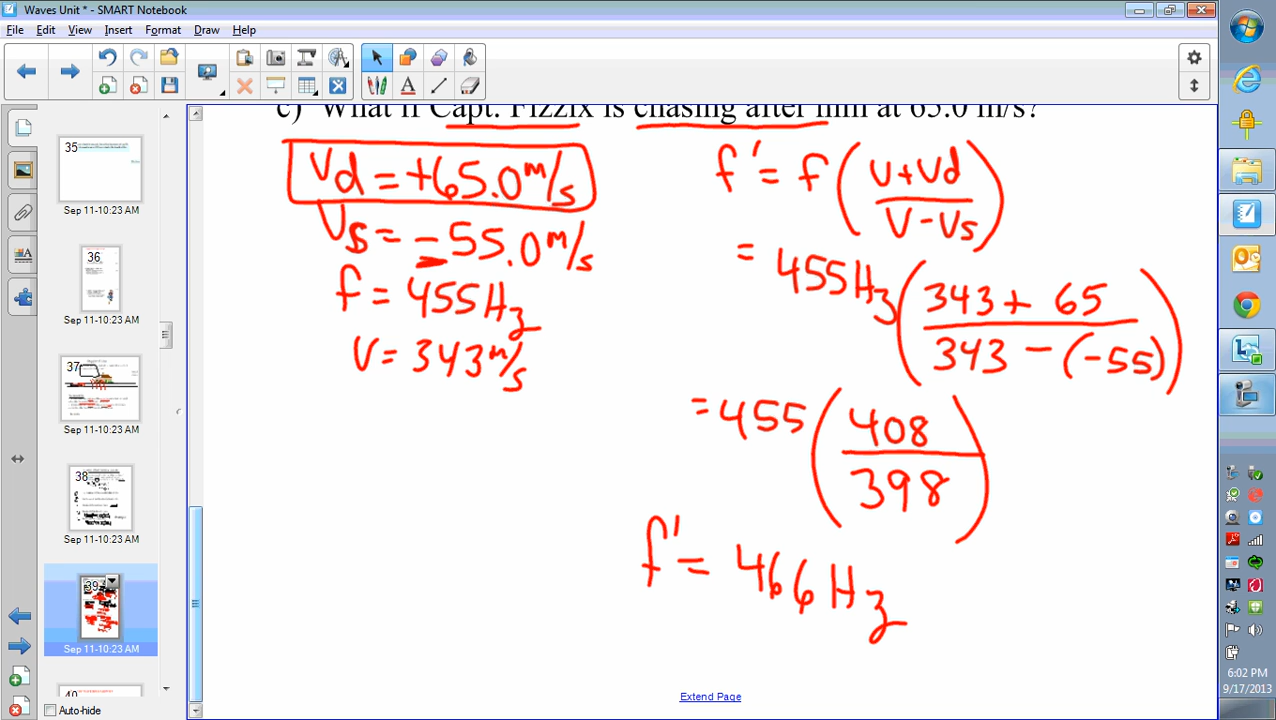 Waves Unit * - SMART Notebook
File Edit View Insert Format Draw Help
35
Sep 11-10:23 AM
36
Sep 11-10:23 AM
37
Sep 11-10:23 AM
38
Sep 11-10:23 AM
39
Sep 11-10:23 AM
40
Auto-hide
c) What if Capt. Fizzix is chasing after him at 65.0 m/s?
Vd = +65.0 m/s
Vs = -55.0 m/s
f = 455 Hz
V = 343 m/s
f' = f (V + Vd / V - Vs)
= 455 Hz (343 + 65 / 343 - (-55))
= 455 (408 / 398)
f' = 466 Hz
Extend Page
6:02 PM
9/17/2013